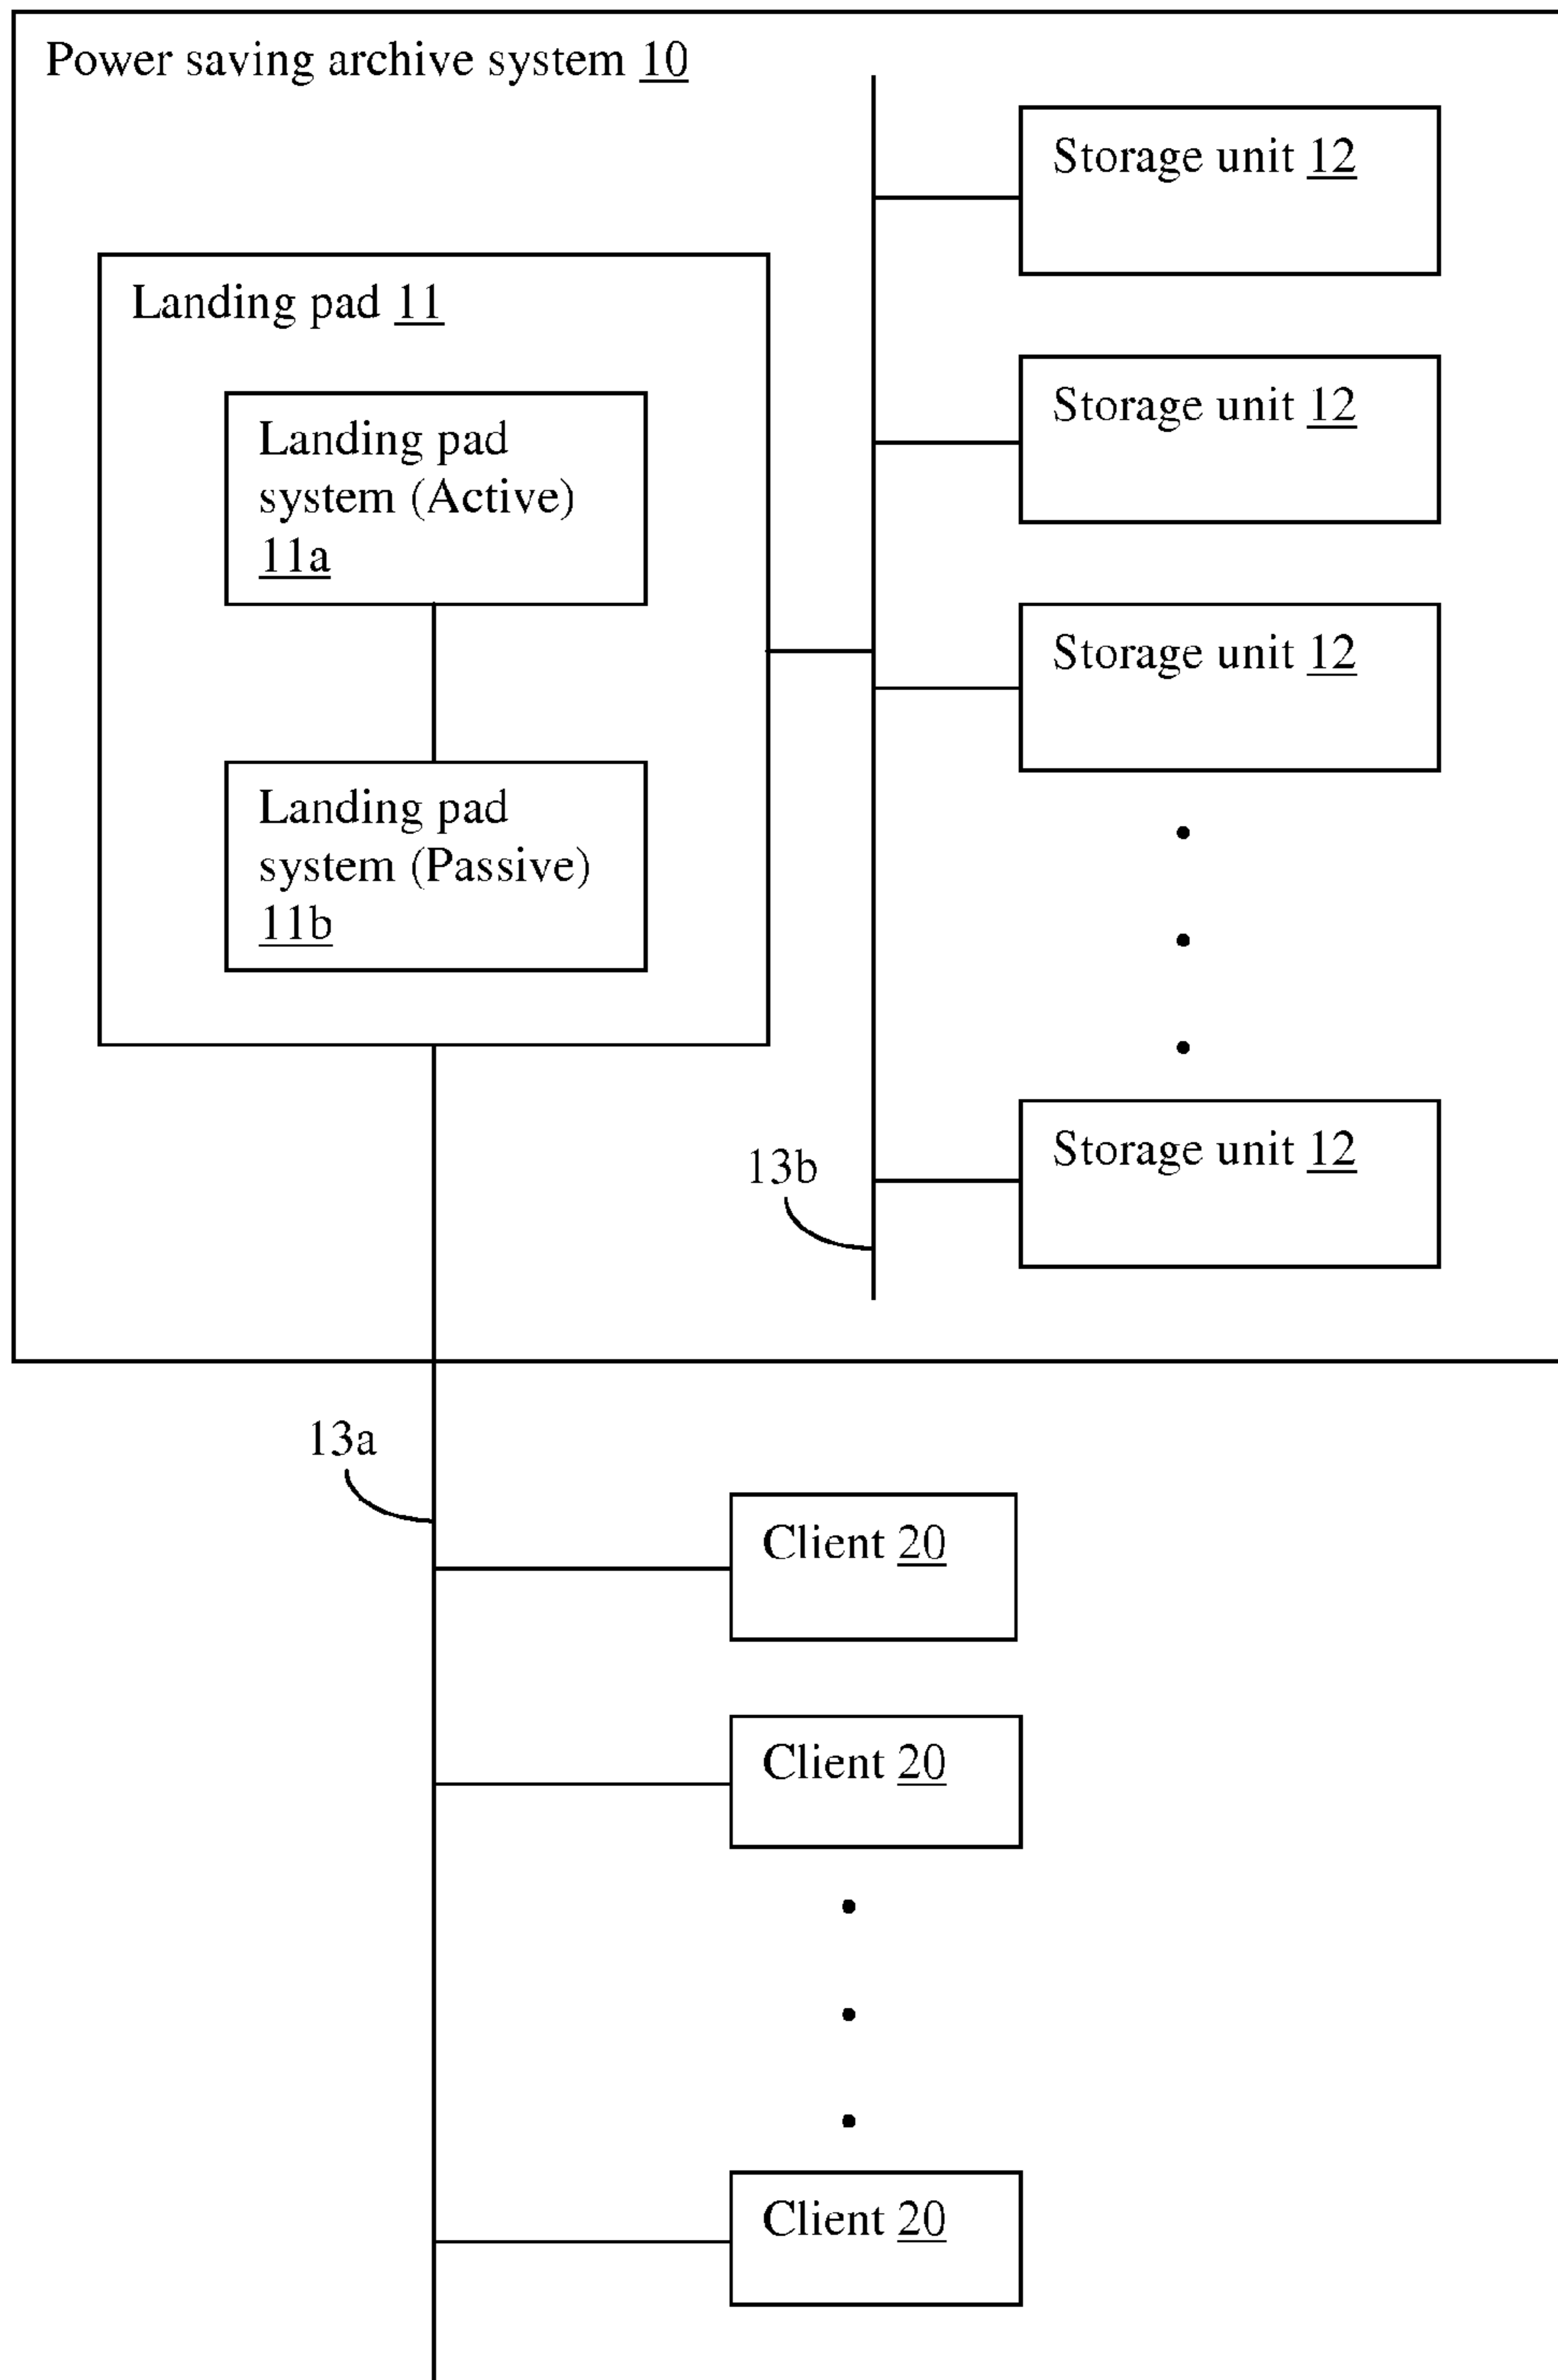 Power saving archive system 10
Storage unit 12
Storage unit 12
Storage unit 12
Storage unit 12
Landing pad 11
Landing pad
system (Active)
11a
Landing pad
system (Passive)
11b
13b
13a
Client 20
Client 20
Client 20